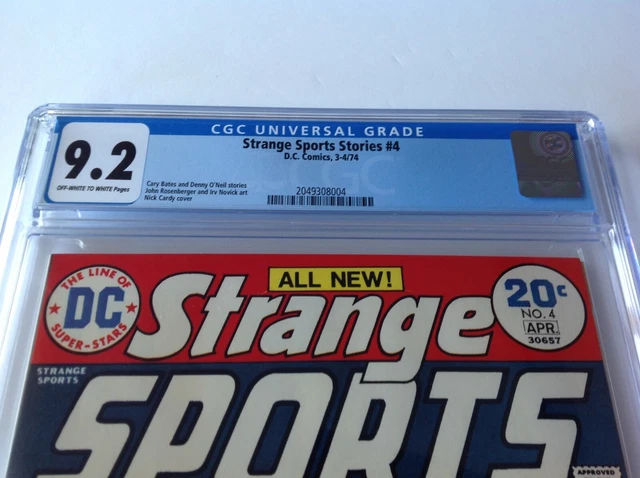 CGC UNIVERSAL GRADE
9.2
OFF-WHITE TO WHITE Pages
Strange Sports Stories #4
D.C. Comics, 3-4/74
Cary Bates and Denny O'Neil stories
John Rosenberger and Irv Novick art
Nick Cardy cover
2049308004
THE LINE OF
DC
SUPER-STARS
ALL NEW!
Strange
20c
NO. 4
APR.
30657
STRANGE
SPORTS
SPORTS
APPROVED